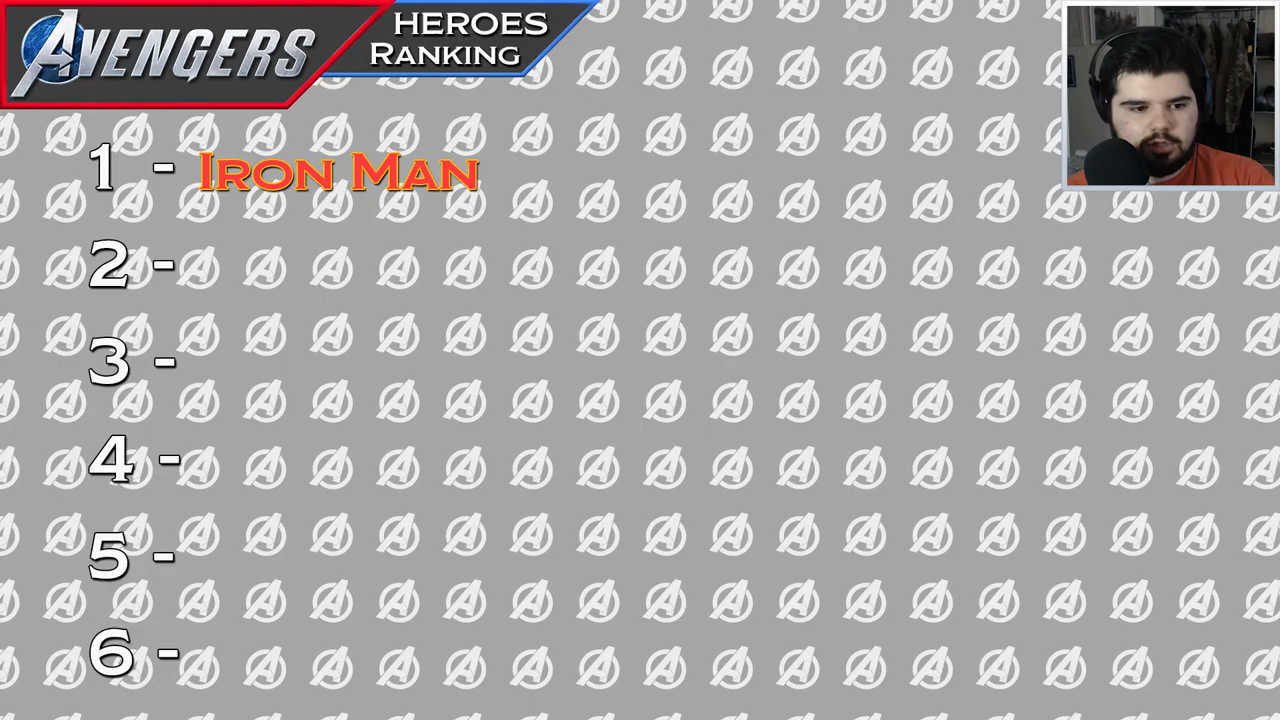 AVENGERS
HEROES
RANKING
1 - IRON MAN
2 -
3 -
4 -
5 -
6 -